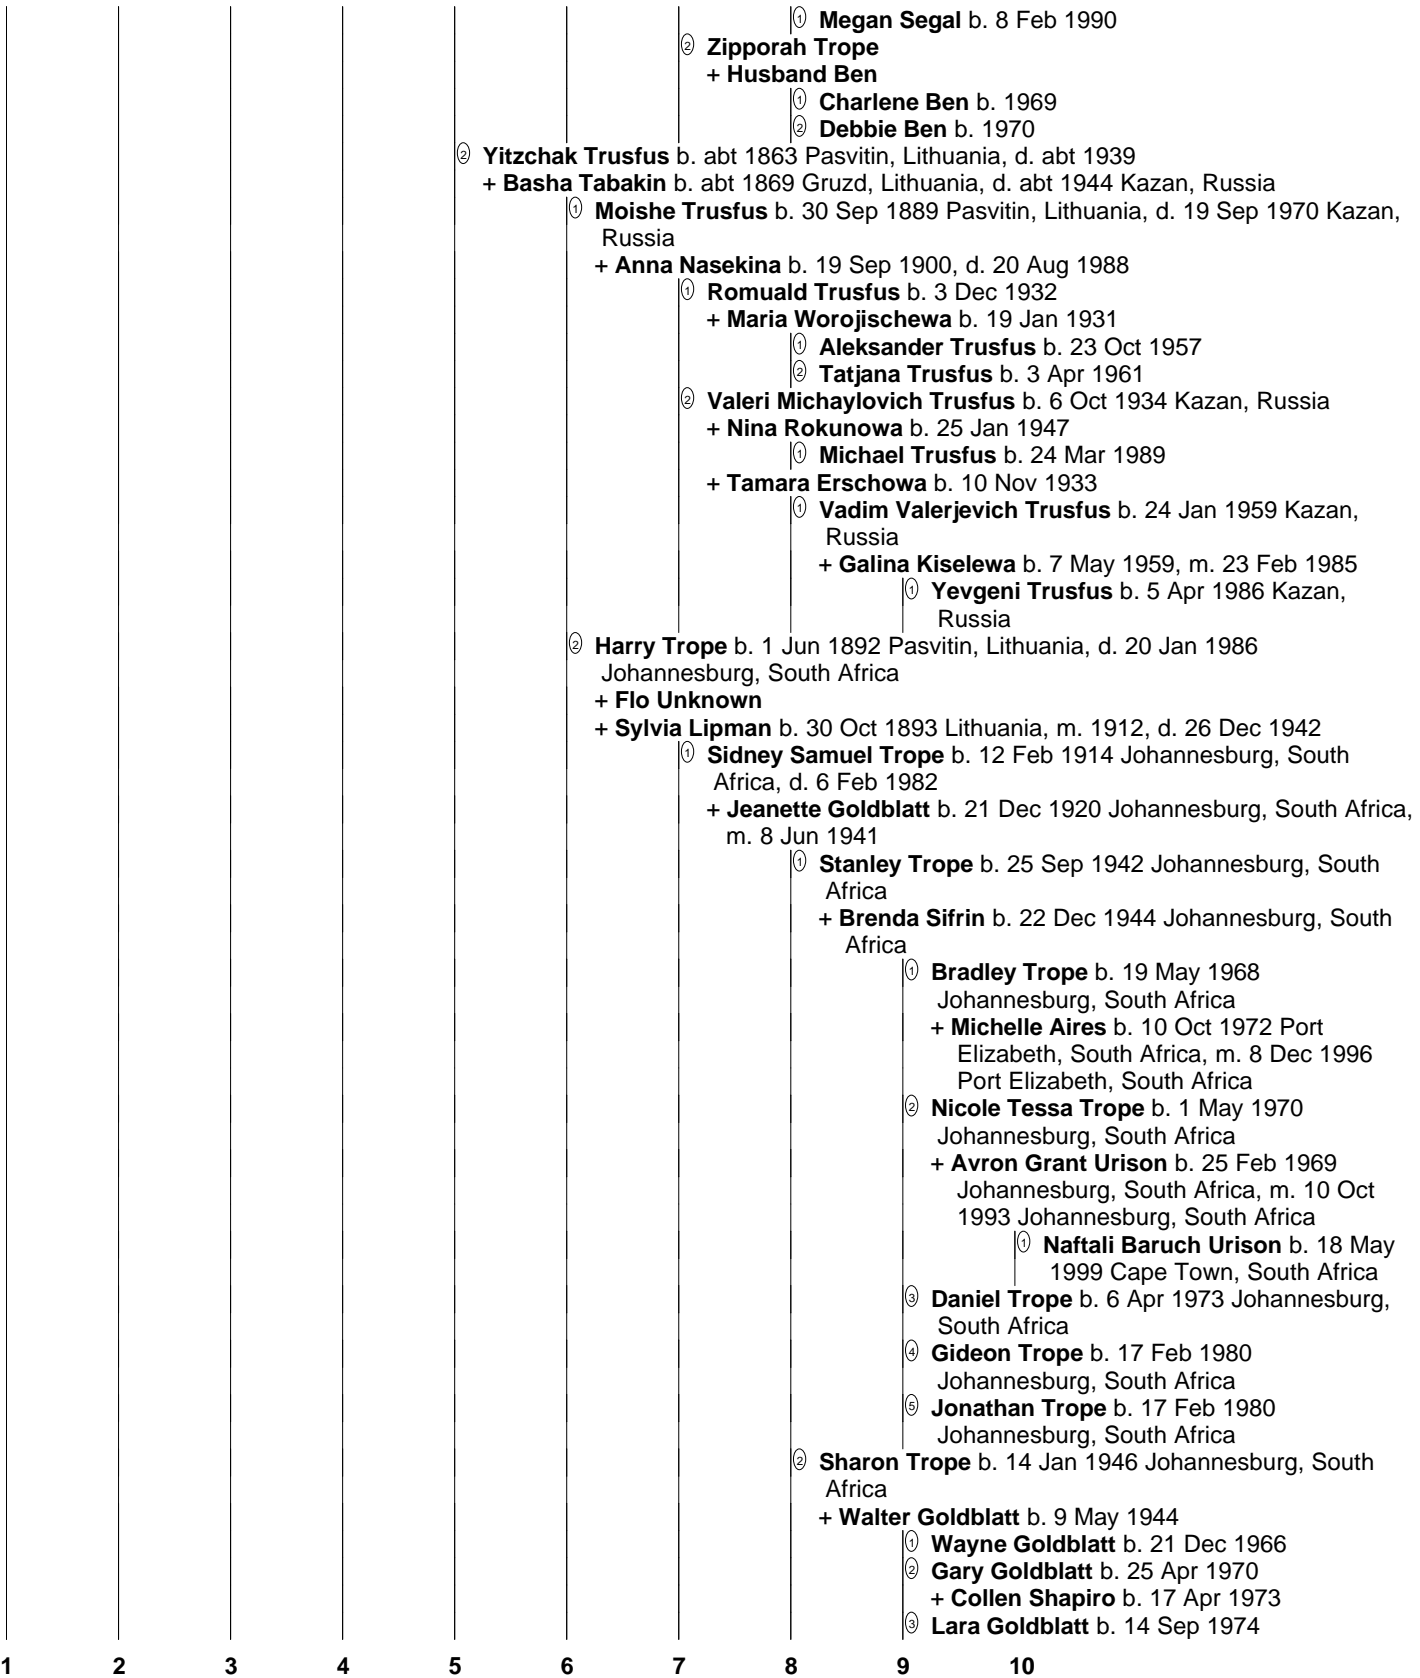 ① Megan Segal b. 8 Feb 1990
② Zipporah Trope
+ Husband Ben
① Charlene Ben b. 1969
② Debbie Ben b. 1970
② Yitzchak Trusfus b. abt 1863 Pasvitin, Lithuania, d. abt 1939
+ Basha Tabakin b. abt 1869 Gruzd, Lithuania, d. abt 1944 Kazan, Russia
① Moishe Trusfus b. 30 Sep 1889 Pasvitin, Lithuania, d. 19 Sep 1970 Kazan,
Russia
+ Anna Nasekina b. 19 Sep 1900, d. 20 Aug 1988
① Romuald Trusfus b. 3 Dec 1932
+ Maria Worojischewa b. 19 Jan 1931
① Aleksander Trusfus b. 23 Oct 1957
② Tatjana Trusfus b. 3 Apr 1961
② Valeri Michaylovich Trusfus b. 6 Oct 1934 Kazan, Russia
+ Nina Rokunowa b. 25 Jan 1947
① Michael Trusfus b. 24 Mar 1989
+ Tamara Erschowa b. 10 Nov 1933
① Vadim Valerjevich Trusfus b. 24 Jan 1959 Kazan,
Russia
+ Galina Kiselewa b. 7 May 1959, m. 23 Feb 1985
① Yevgeni Trusfus b. 5 Apr 1986 Kazan,
Russia
② Harry Trope b. 1 Jun 1892 Pasvitin, Lithuania, d. 20 Jan 1986
Johannesburg, South Africa
+ Flo Unknown
+ Sylvia Lipman b. 30 Oct 1893 Lithuania, m. 1912, d. 26 Dec 1942
① Sidney Samuel Trope b. 12 Feb 1914 Johannesburg, South
Africa, d. 6 Feb 1982
+ Jeanette Goldblatt b. 21 Dec 1920 Johannesburg, South Africa,
m. 8 Jun 1941
① Stanley Trope b. 25 Sep 1942 Johannesburg, South
Africa
+ Brenda Sifrin b. 22 Dec 1944 Johannesburg, South
Africa
① Bradley Trope b. 19 May 1968
Johannesburg, South Africa
+ Michelle Aires b. 10 Oct 1972 Port
Elizabeth, South Africa, m. 8 Dec 1996
Port Elizabeth, South Africa
② Nicole Tessa Trope b. 1 May 1970
Johannesburg, South Africa
+ Avron Grant Urison b. 25 Feb 1969
Johannesburg, South Africa, m. 10 Oct
1993 Johannesburg, South Africa
① Naftali Baruch Urison b. 18 May
1999 Cape Town, South Africa
③ Daniel Trope b. 6 Apr 1973 Johannesburg,
South Africa
④ Gideon Trope b. 17 Feb 1980
Johannesburg, South Africa
⑤ Jonathan Trope b. 17 Feb 1980
Johannesburg, South Africa
② Sharon Trope b. 14 Jan 1946 Johannesburg, South
Africa
+ Walter Goldblatt b. 9 May 1944
① Wayne Goldblatt b. 21 Dec 1966
② Gary Goldblatt b. 25 Apr 1970
+ Collen Shapiro b. 17 Apr 1973
③ Lara Goldblatt b. 14 Sep 1974
1 2 3 4 5 6 7 8 9 10